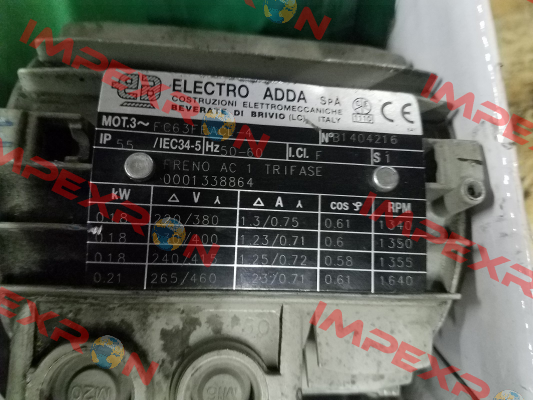 ELECTRO ADDA SPA
COSTRUZIONI ELETTROMECCANICHE
BEVERATE DI BRIVIO (LC) ITALY
CE
MOT.3~ FC63F N° 81404216
IP 55 /IEC34-5 Hz 50-60 I.Cl. F S1
FRENO AC 1 TRIFASE
0001338864
kW Δ V Y Δ A Y cos φ RPM
0.18 220/380 1.3/0.75 0.61 1340
0.18 /400 1.23/0.71 0.6 1350
0.18 240/415 1.25/0.72 0.58 1355
0.21 265/460 1.23/0.71 0.61 1640
IMPEXRON
IMPEXRON
IMPEXRON
IMPEXRON